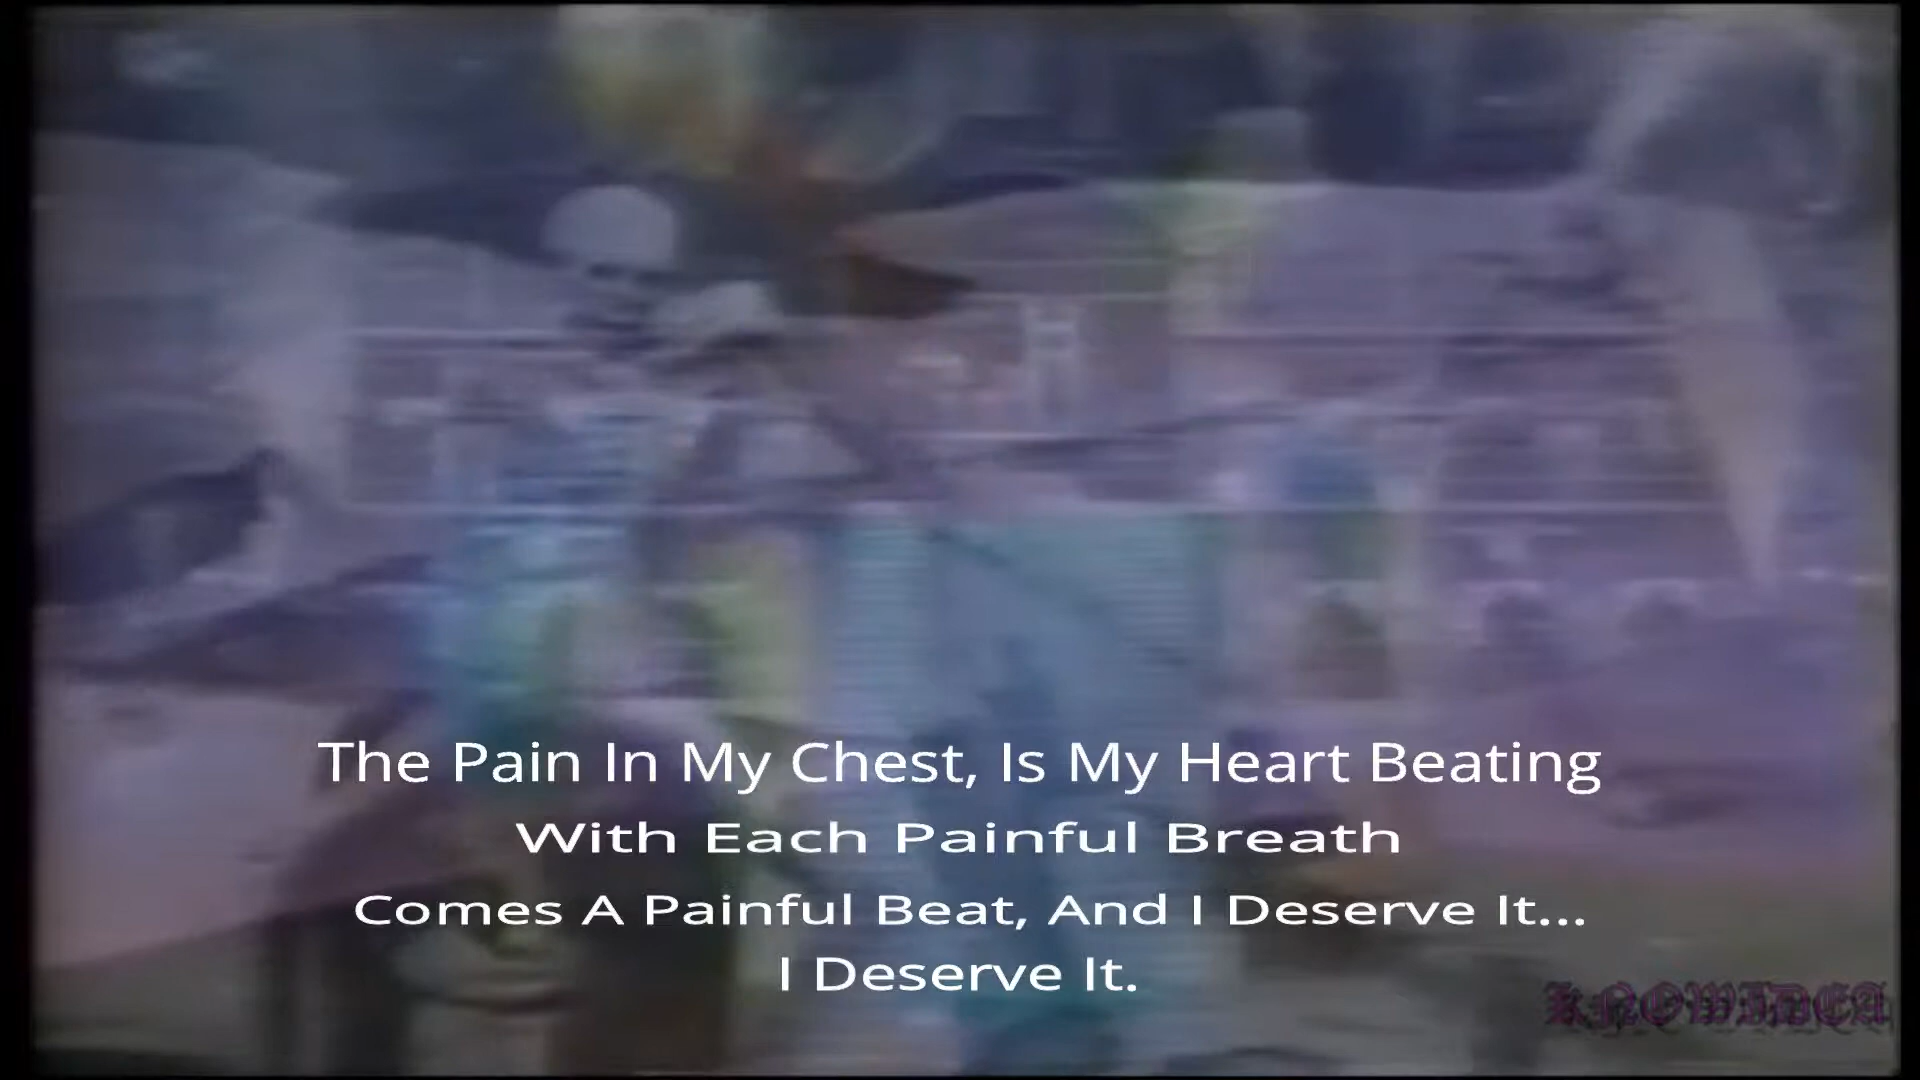 The Pain In My Chest, Is My Heart Beating
With Each Painful Breath
Comes A Painful Beat, And I Deserve It...
I Deserve It.
KNOWIDEA